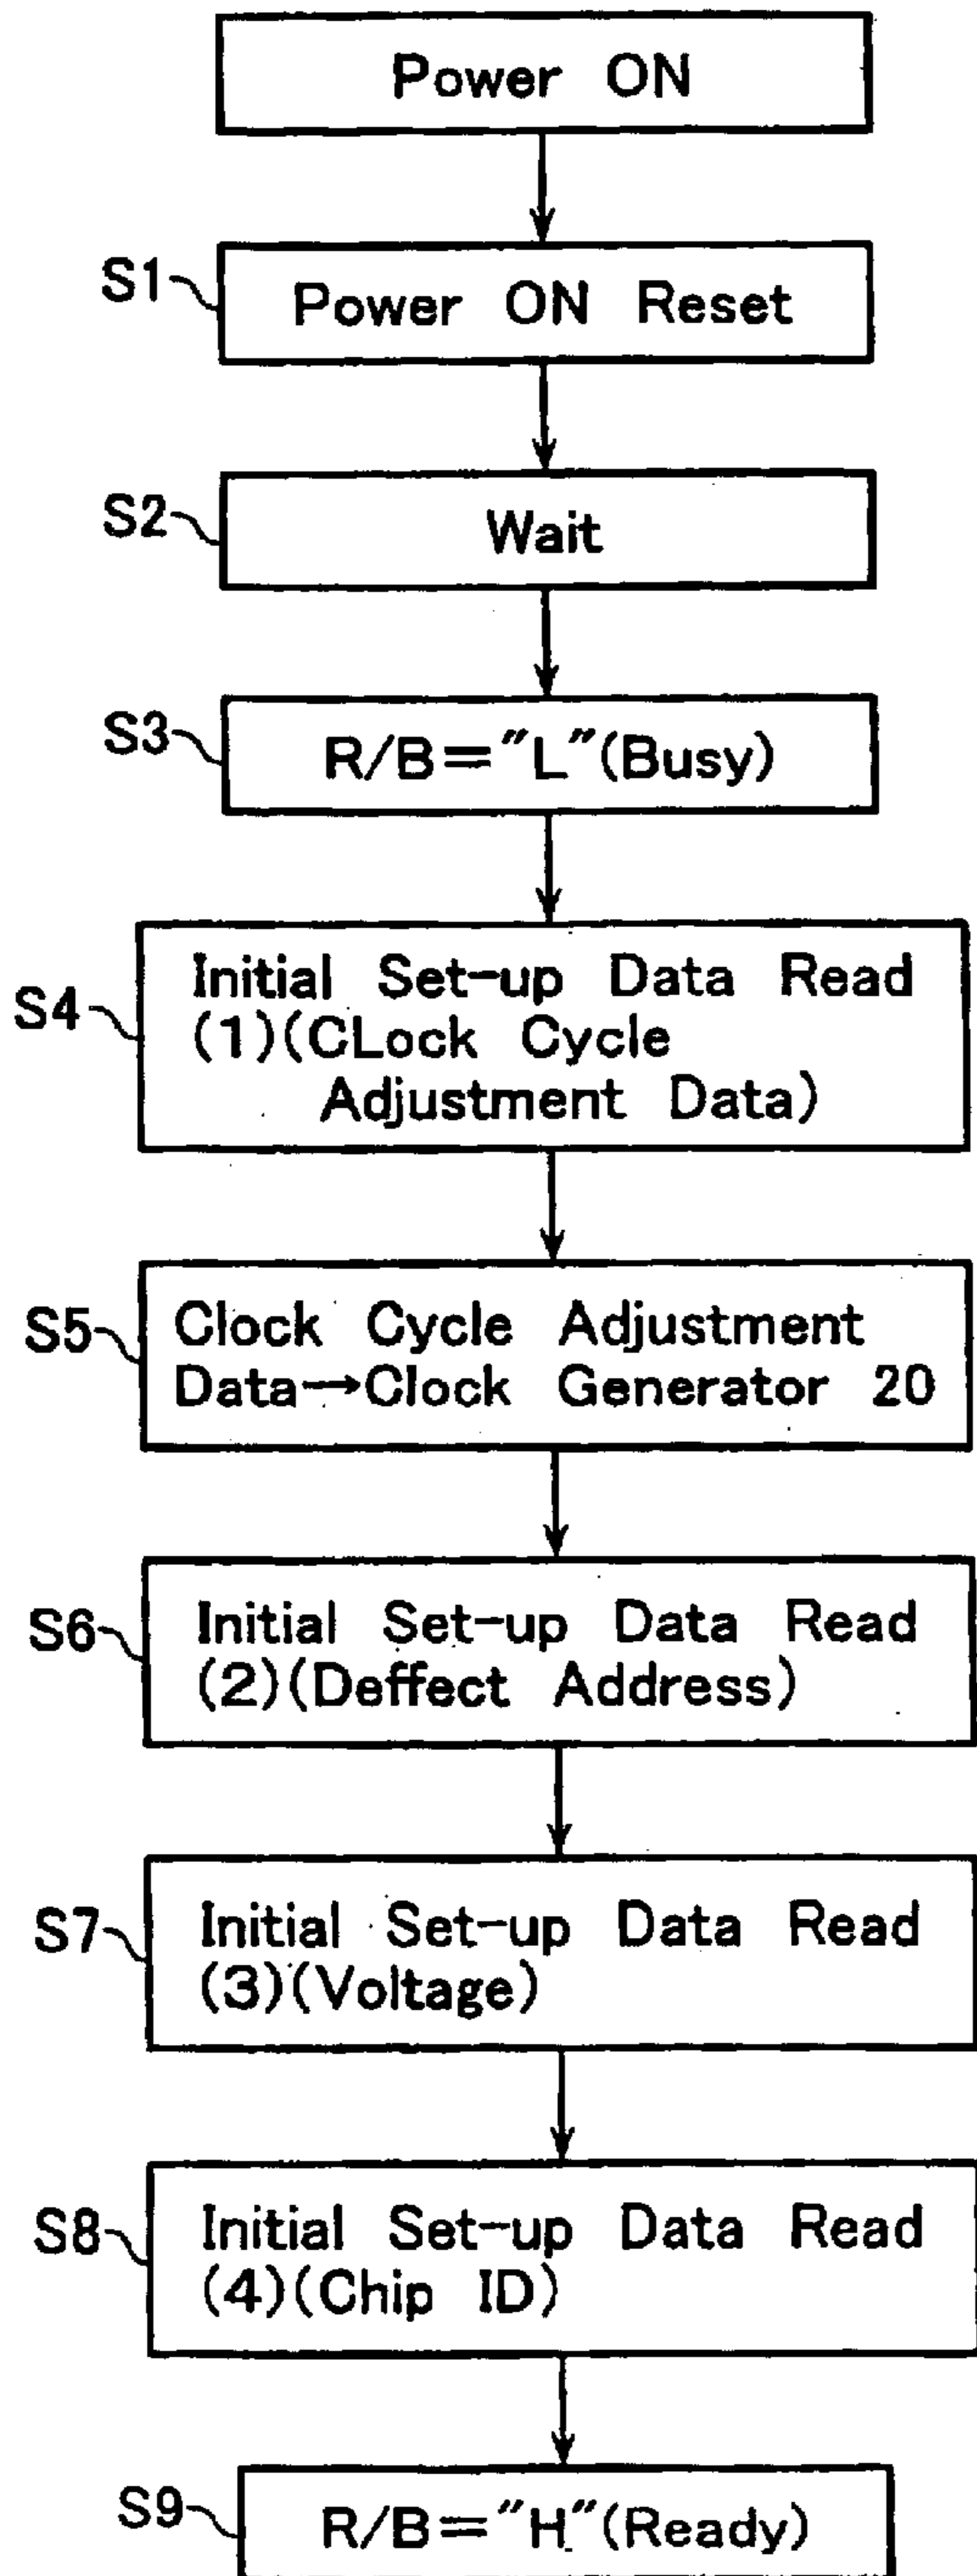 Power ON
S1
Power ON Reset
S2
Wait
S3
R/B="L"(Busy)
S4
Initial Set-up Data Read
(1)(CLock Cycle
Adjustment Data)
S5
Clock Cycle Adjustment
Data→Clock Generator 20
S6
Initial Set-up Data Read
(2)(Deffect Address)
S7
Initial Set-up Data Read
(3)(Voltage)
S8
Initial Set-up Data Read
(4)(Chip ID)
S9
R/B="H"(Ready)